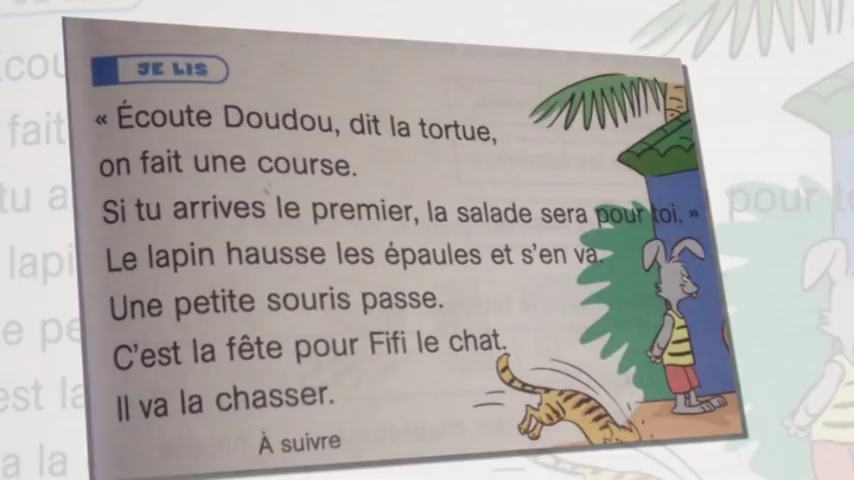 JE LIS
« Écoute Doudou, dit la tortue,
on fait une course.
Si tu arrives le premier, la salade sera pour toi. »
Le lapin hausse les épaules et s'en va.
Une petite souris passe.
C'est la fête pour Fifi le chat.
Il va la chasser.
À suivre